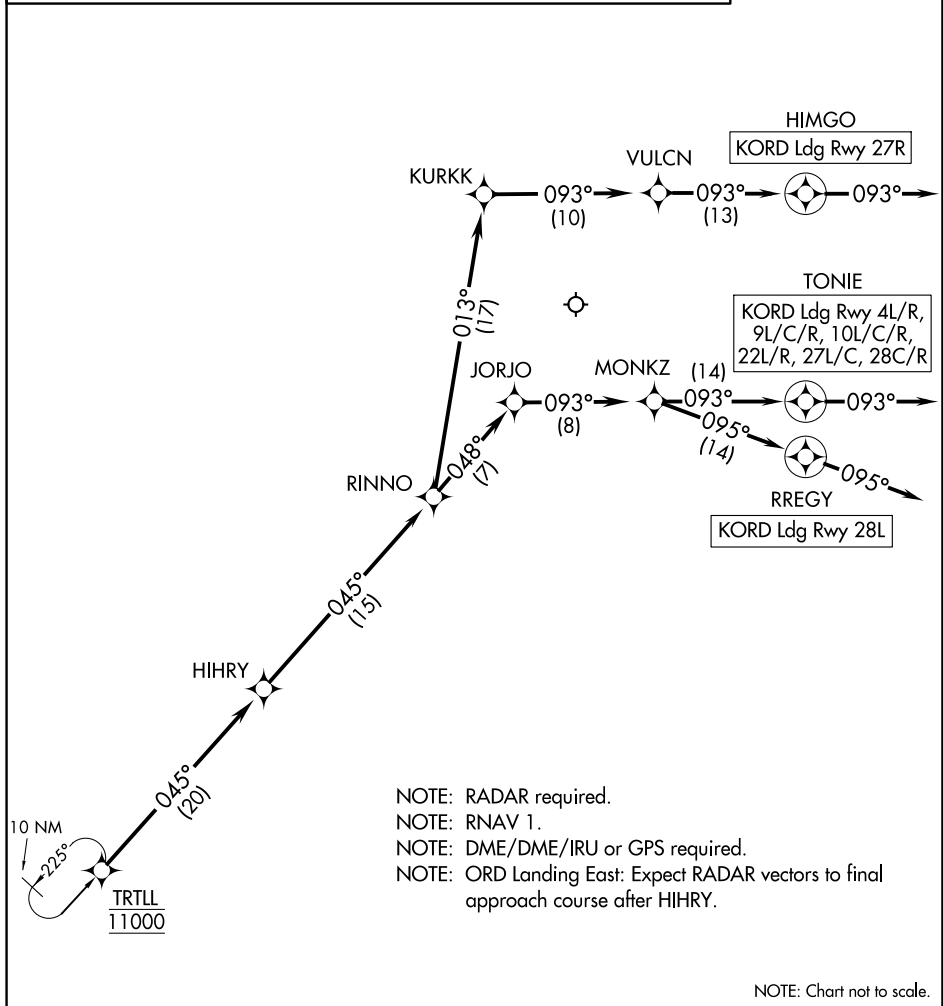 HIMGO
KORD Ldg Rwy 27R
VULCN
KURKK
093°
(10)
093°
(13)
093°
013°
(17)
TONIE
KORD Ldg Rwy 4L/R,
9L/C/R, 10L/C/R,
22L/R, 27L/C, 28C/R
JORJO
MONKZ
(14)
093°
(8)
093°
093°
095°
(14)
048°
(7)
RINNO
095°
RREGY
KORD Ldg Rwy 28L
045°
(15)
HIHRY
045°
(20)
NOTE: RADAR required.
NOTE: RNAV 1.
NOTE: DME/DME/IRU or GPS required.
NOTE: ORD Landing East: Expect RADAR vectors to final
approach course after HIHRY.
10 NM
225°
TRTLL
11000
NOTE: Chart not to scale.